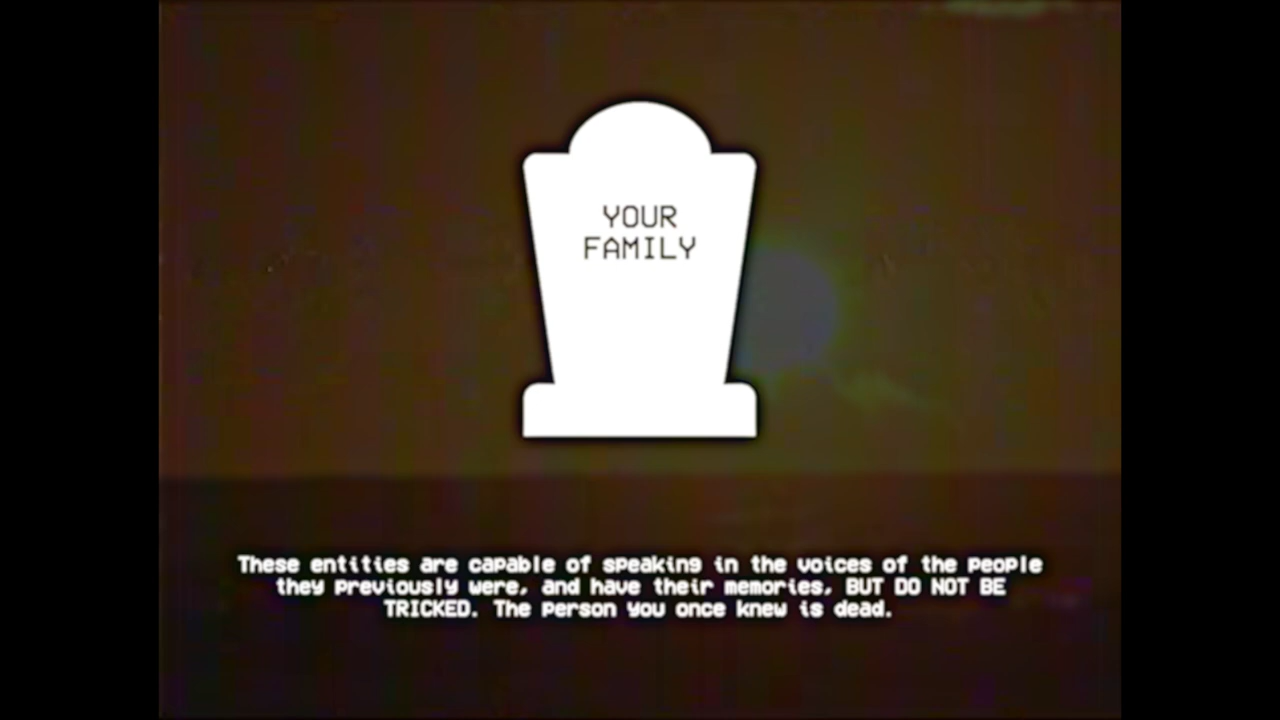 YOUR
FAMILY
These entities are capable of speaking in the voices of the people
they previously were, and have their memories, BUT DO NOT BE
TRICKED. The person you once knew is dead.